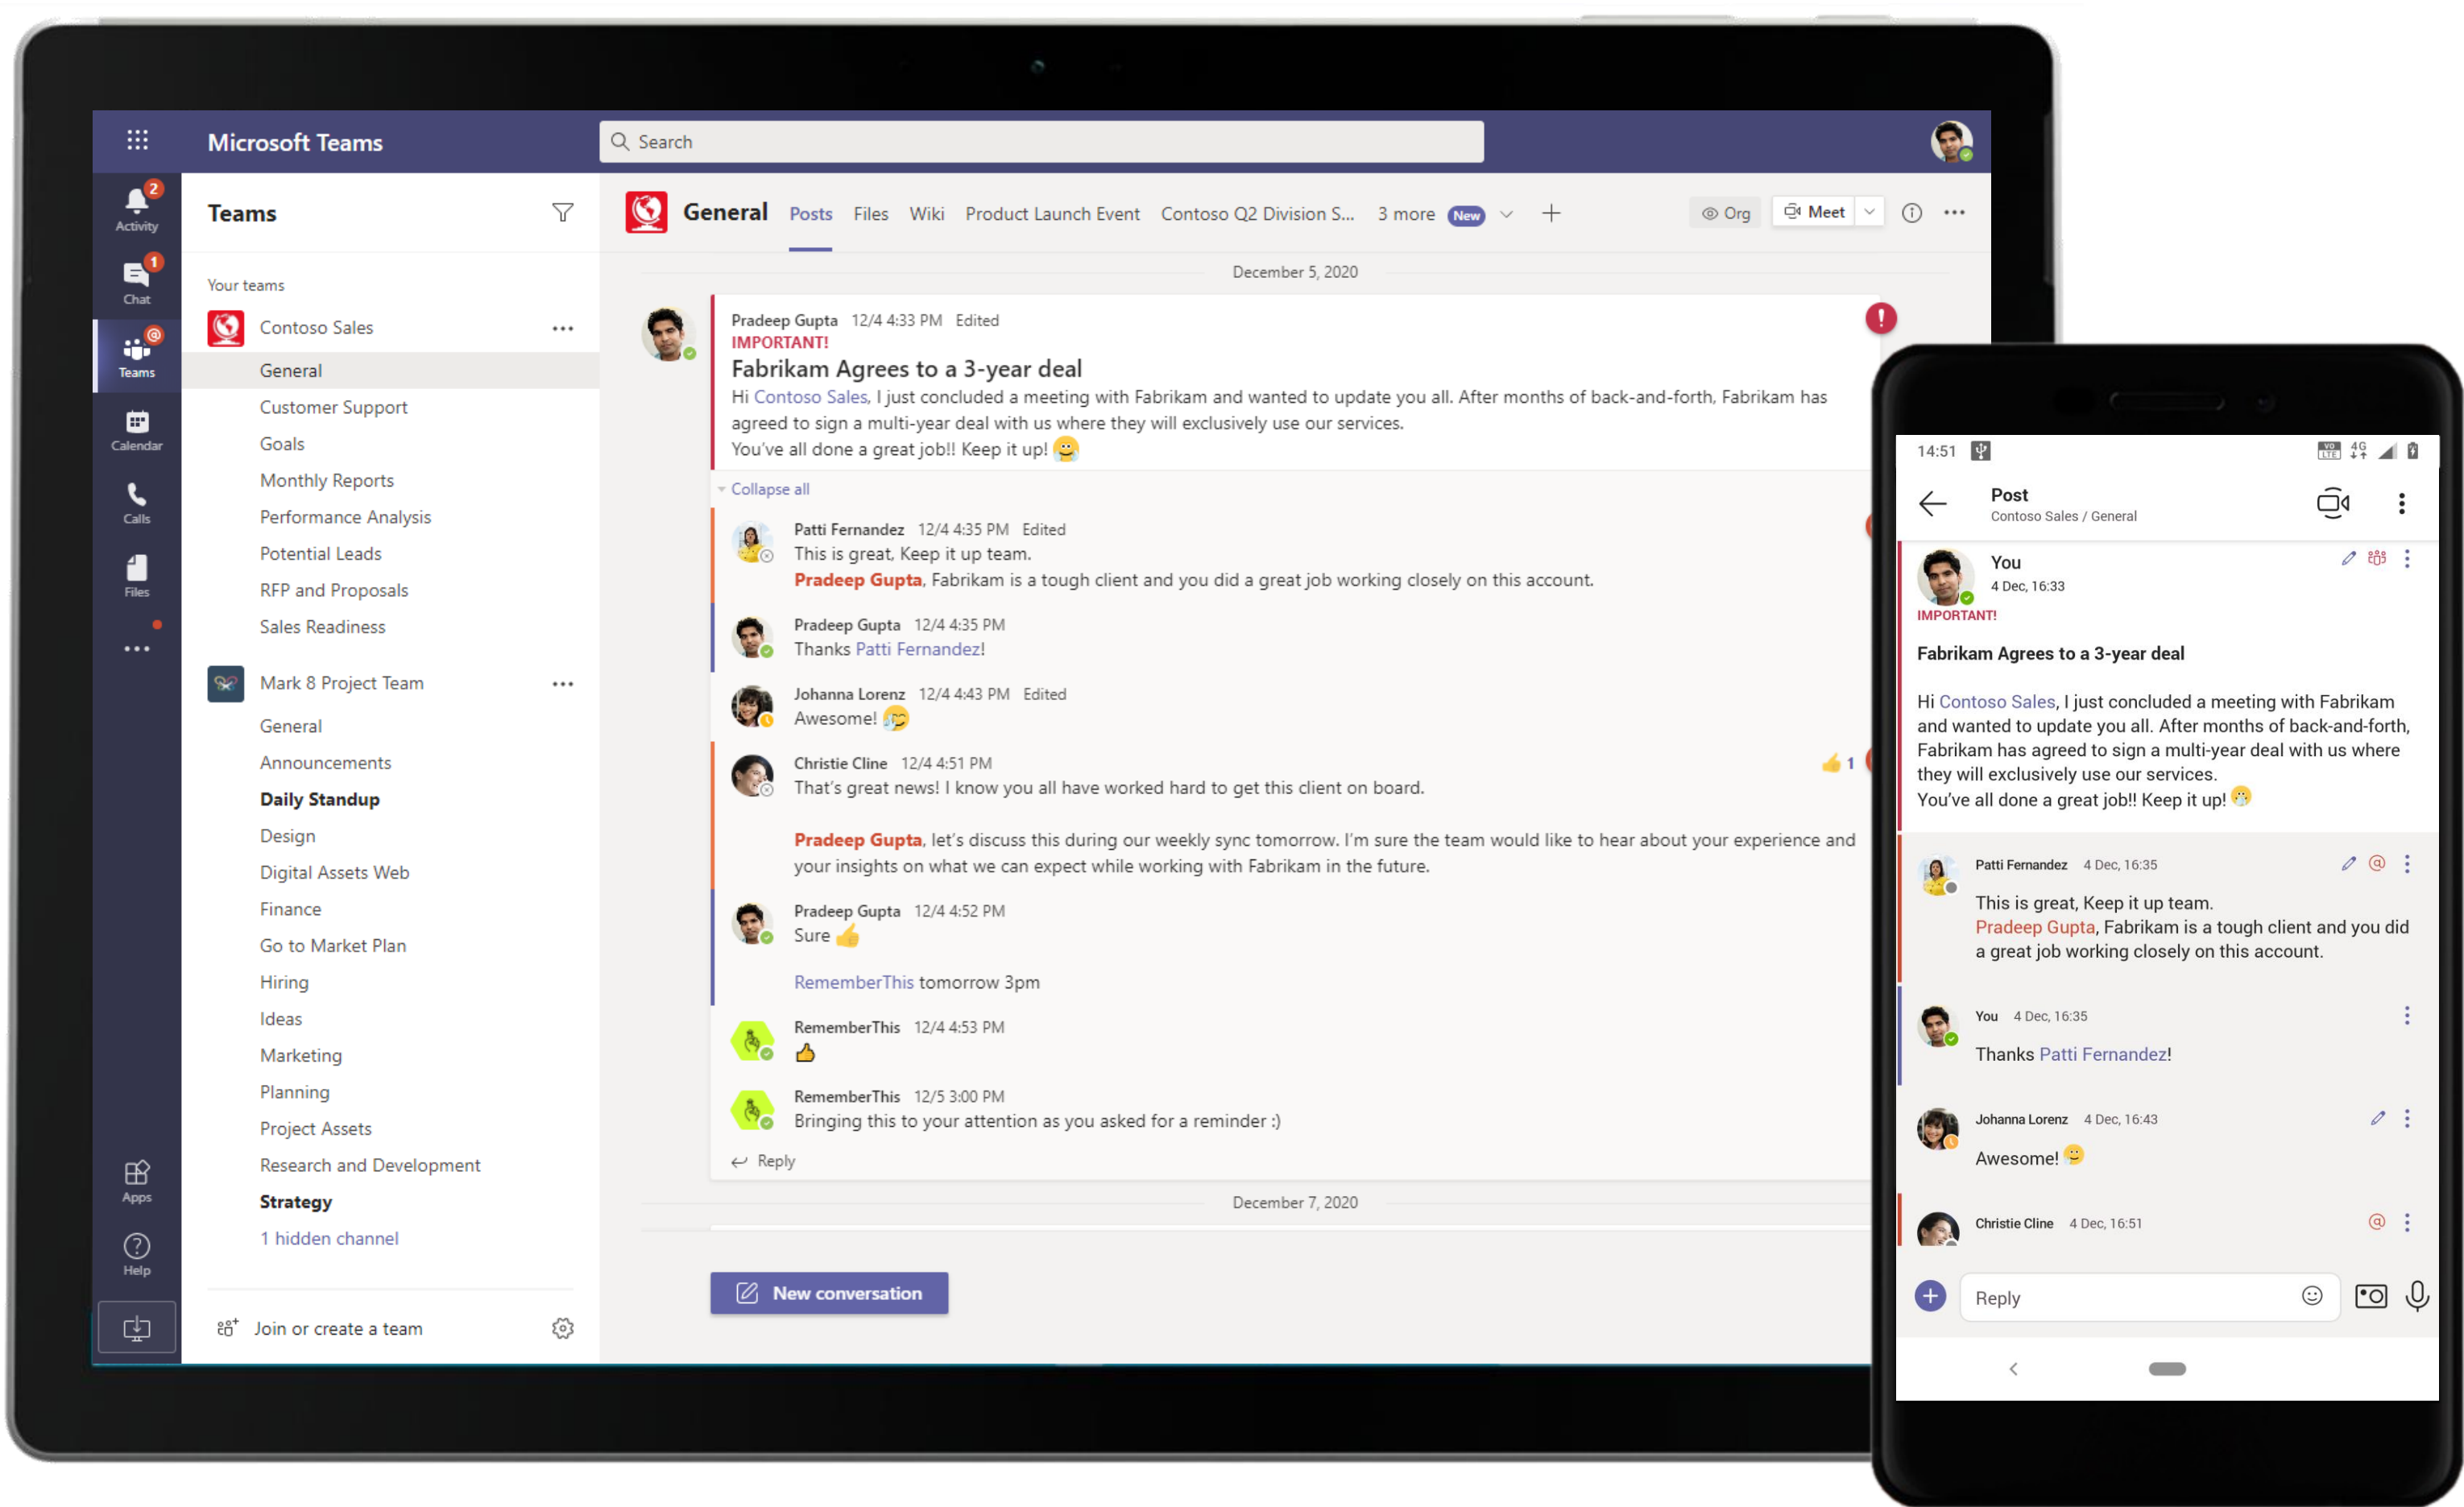 Microsoft Teams
Search
2
Activity
1
Chat
@
Teams
Calendar
Calls
Files
Apps
Help
Teams
Your teams
Contoso Sales
General
Customer Support
Goals
Monthly Reports
Performance Analysis
Potential Leads
RFP and Proposals
Sales Readiness
Mark 8 Project Team
General
Announcements
Daily Standup
Design
Digital Assets Web
Finance
Go to Market Plan
Hiring
Ideas
Marketing
Planning
Project Assets
Research and Development
Strategy
1 hidden channel
Join or create a team
General Posts Files Wiki Product Launch Event Contoso Q2 Division S... 3 more New Org Meet
December 5, 2020
Pradeep Gupta 12/4 4:33 PM Edited
IMPORTANT!
Fabrikam Agrees to a 3-year deal
Hi Contoso Sales, I just concluded a meeting with Fabrikam and wanted to update you all. After months of back-and-forth, Fabrikam has
agreed to sign a multi-year deal with us where they will exclusively use our services.
You've all done a great job!! Keep it up!
Collapse all
Patti Fernandez 12/4 4:35 PM Edited
This is great, Keep it up team.
Pradeep Gupta, Fabrikam is a tough client and you did a great job working closely on this account.
Pradeep Gupta 12/4 4:35 PM
Thanks Patti Fernandez!
Johanna Lorenz 12/4 4:43 PM Edited
Awesome!
Christie Cline 12/4 4:51 PM
1
That's great news! I know you all have worked hard to get this client on board.
Pradeep Gupta, let's discuss this during our weekly sync tomorrow. I'm sure the team would like to hear about your experience and
your insights on what we can expect while working with Fabrikam in the future.
Pradeep Gupta 12/4 4:52 PM
Sure
RememberThis tomorrow 3pm
RememberThis 12/4 4:53 PM
RememberThis 12/5 3:00 PM
Bringing this to your attention as you asked for a reminder :)
Reply
December 7, 2020
New conversation
14:51
VO LTE 4G
Post
Contoso Sales / General
You
4 Dec, 16:33
IMPORTANT!
Fabrikam Agrees to a 3-year deal
Hi Contoso Sales, I just concluded a meeting with Fabrikam
and wanted to update you all. After months of back-and-forth,
Fabrikam has agreed to sign a multi-year deal with us where
they will exclusively use our services.
You've all done a great job!! Keep it up!
Patti Fernandez 4 Dec, 16:35 @
This is great, Keep it up team.
Pradeep Gupta, Fabrikam is a tough client and you did
a great job working closely on this account.
You 4 Dec, 16:35
Thanks Patti Fernandez!
Johanna Lorenz 4 Dec, 16:43
Awesome!
Christie Cline 4 Dec, 16:51 @
Reply